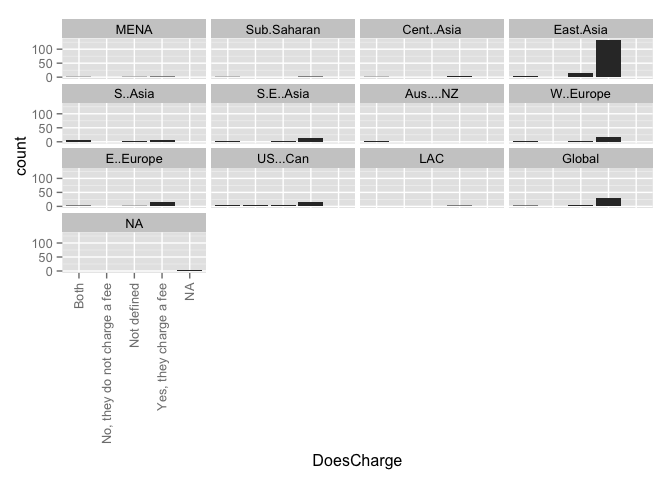 MENA Sub.Saharan Cent..Asia East.Asia
100
50
0
S..Asia S.E..Asia Aus....NZ W..Europe
100
50
0
E..Europe US...Can LAC Global
100
50
0
NA
100
50
0
count
Both
No, they do not charge a fee
Not defined
Yes, they charge a fee
NA
DoesCharge